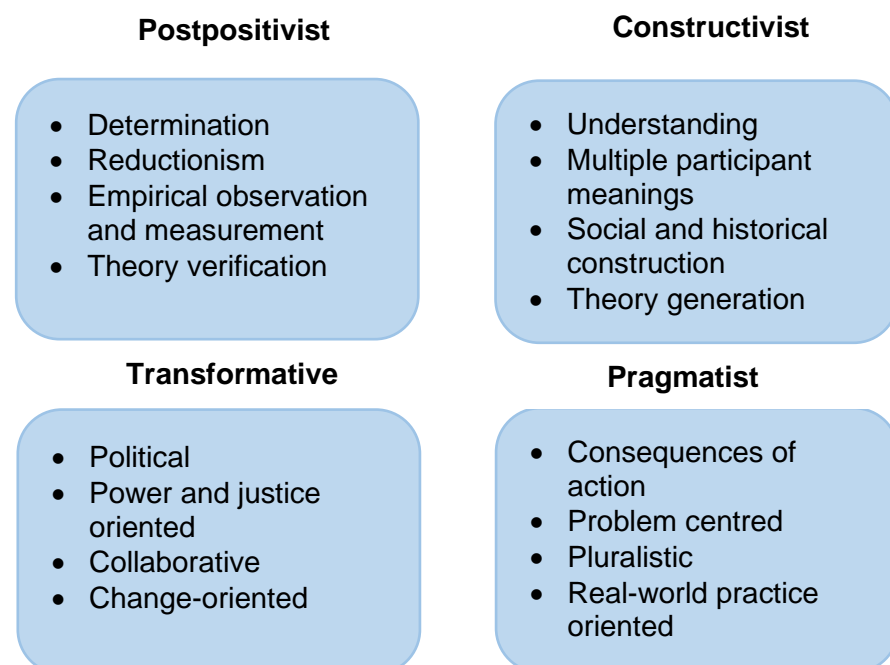 Postpositivist
• Determination
• Reductionism
• Empirical observation
and measurement
• Theory verification
Constructivist
• Understanding
• Multiple participant
meanings
• Social and historical
construction
• Theory generation
Transformative
• Political
• Power and justice
oriented
• Collaborative
• Change-oriented
Pragmatist
• Consequences of
action
• Problem centred
• Pluralistic
• Real-world practice
oriented